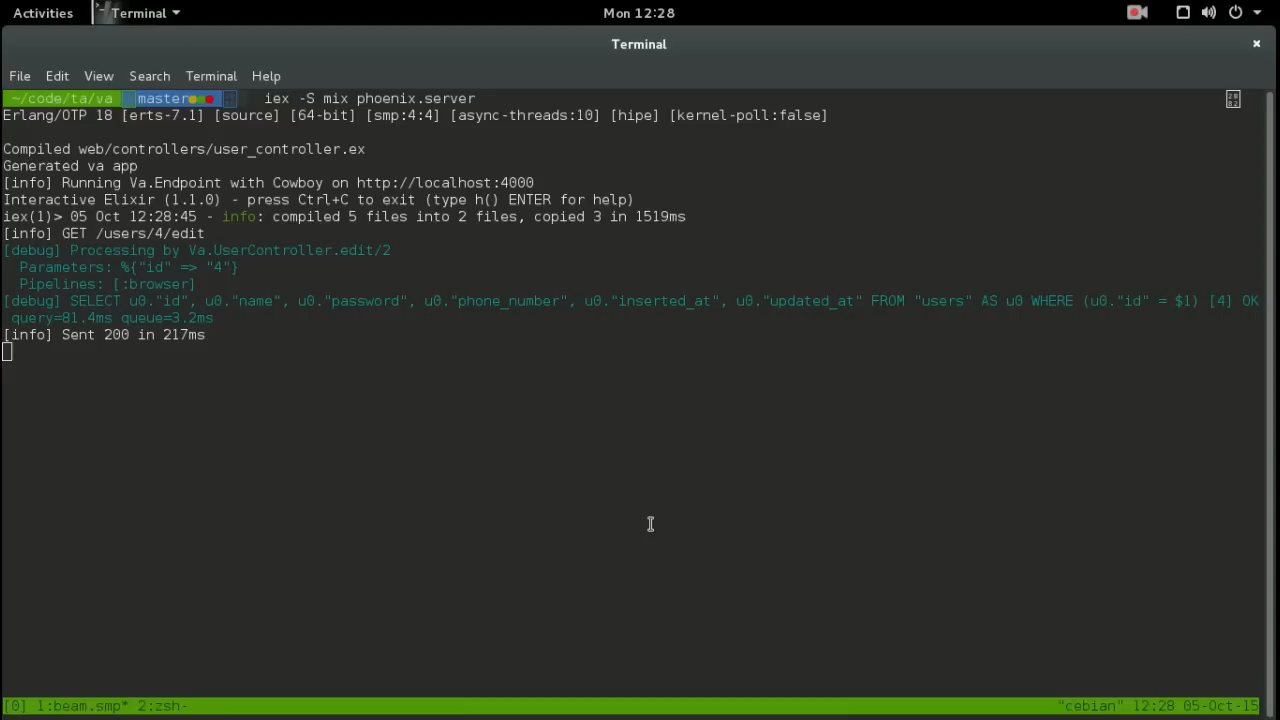 Activities Terminal Mon 12:28
Terminal ×
File Edit View Search Terminal Help
~/code/ta/va master iex -S mix phoenix.server
Erlang/OTP 18 [erts-7.1] [source] [64-bit] [smp:4:4] [async-threads:10] [hipe] [kernel-poll:false]
Compiled web/controllers/user_controller.ex
Generated va app
[info] Running Va.Endpoint with Cowboy on http://localhost:4000
Interactive Elixir (1.1.0) - press Ctrl+C to exit (type h() ENTER for help)
iex(1)> 05 Oct 12:28:45 - info: compiled 5 files into 2 files, copied 3 in 1519ms
[info] GET /users/4/edit
[debug] Processing by Va.UserController.edit/2
  Parameters: %{"id" => "4"}
  Pipelines: [:browser]
[debug] SELECT u0."id", u0."name", u0."password", u0."phone_number", u0."inserted_at", u0."updated_at" FROM "users" AS u0 WHERE (u0."id" = $1) [4] OK
 query=81.4ms queue=3.2ms
[info] Sent 200 in 217ms
[0] 1:beam.smp* 2:zsh- "cebian" 12:28 05-Oct-15